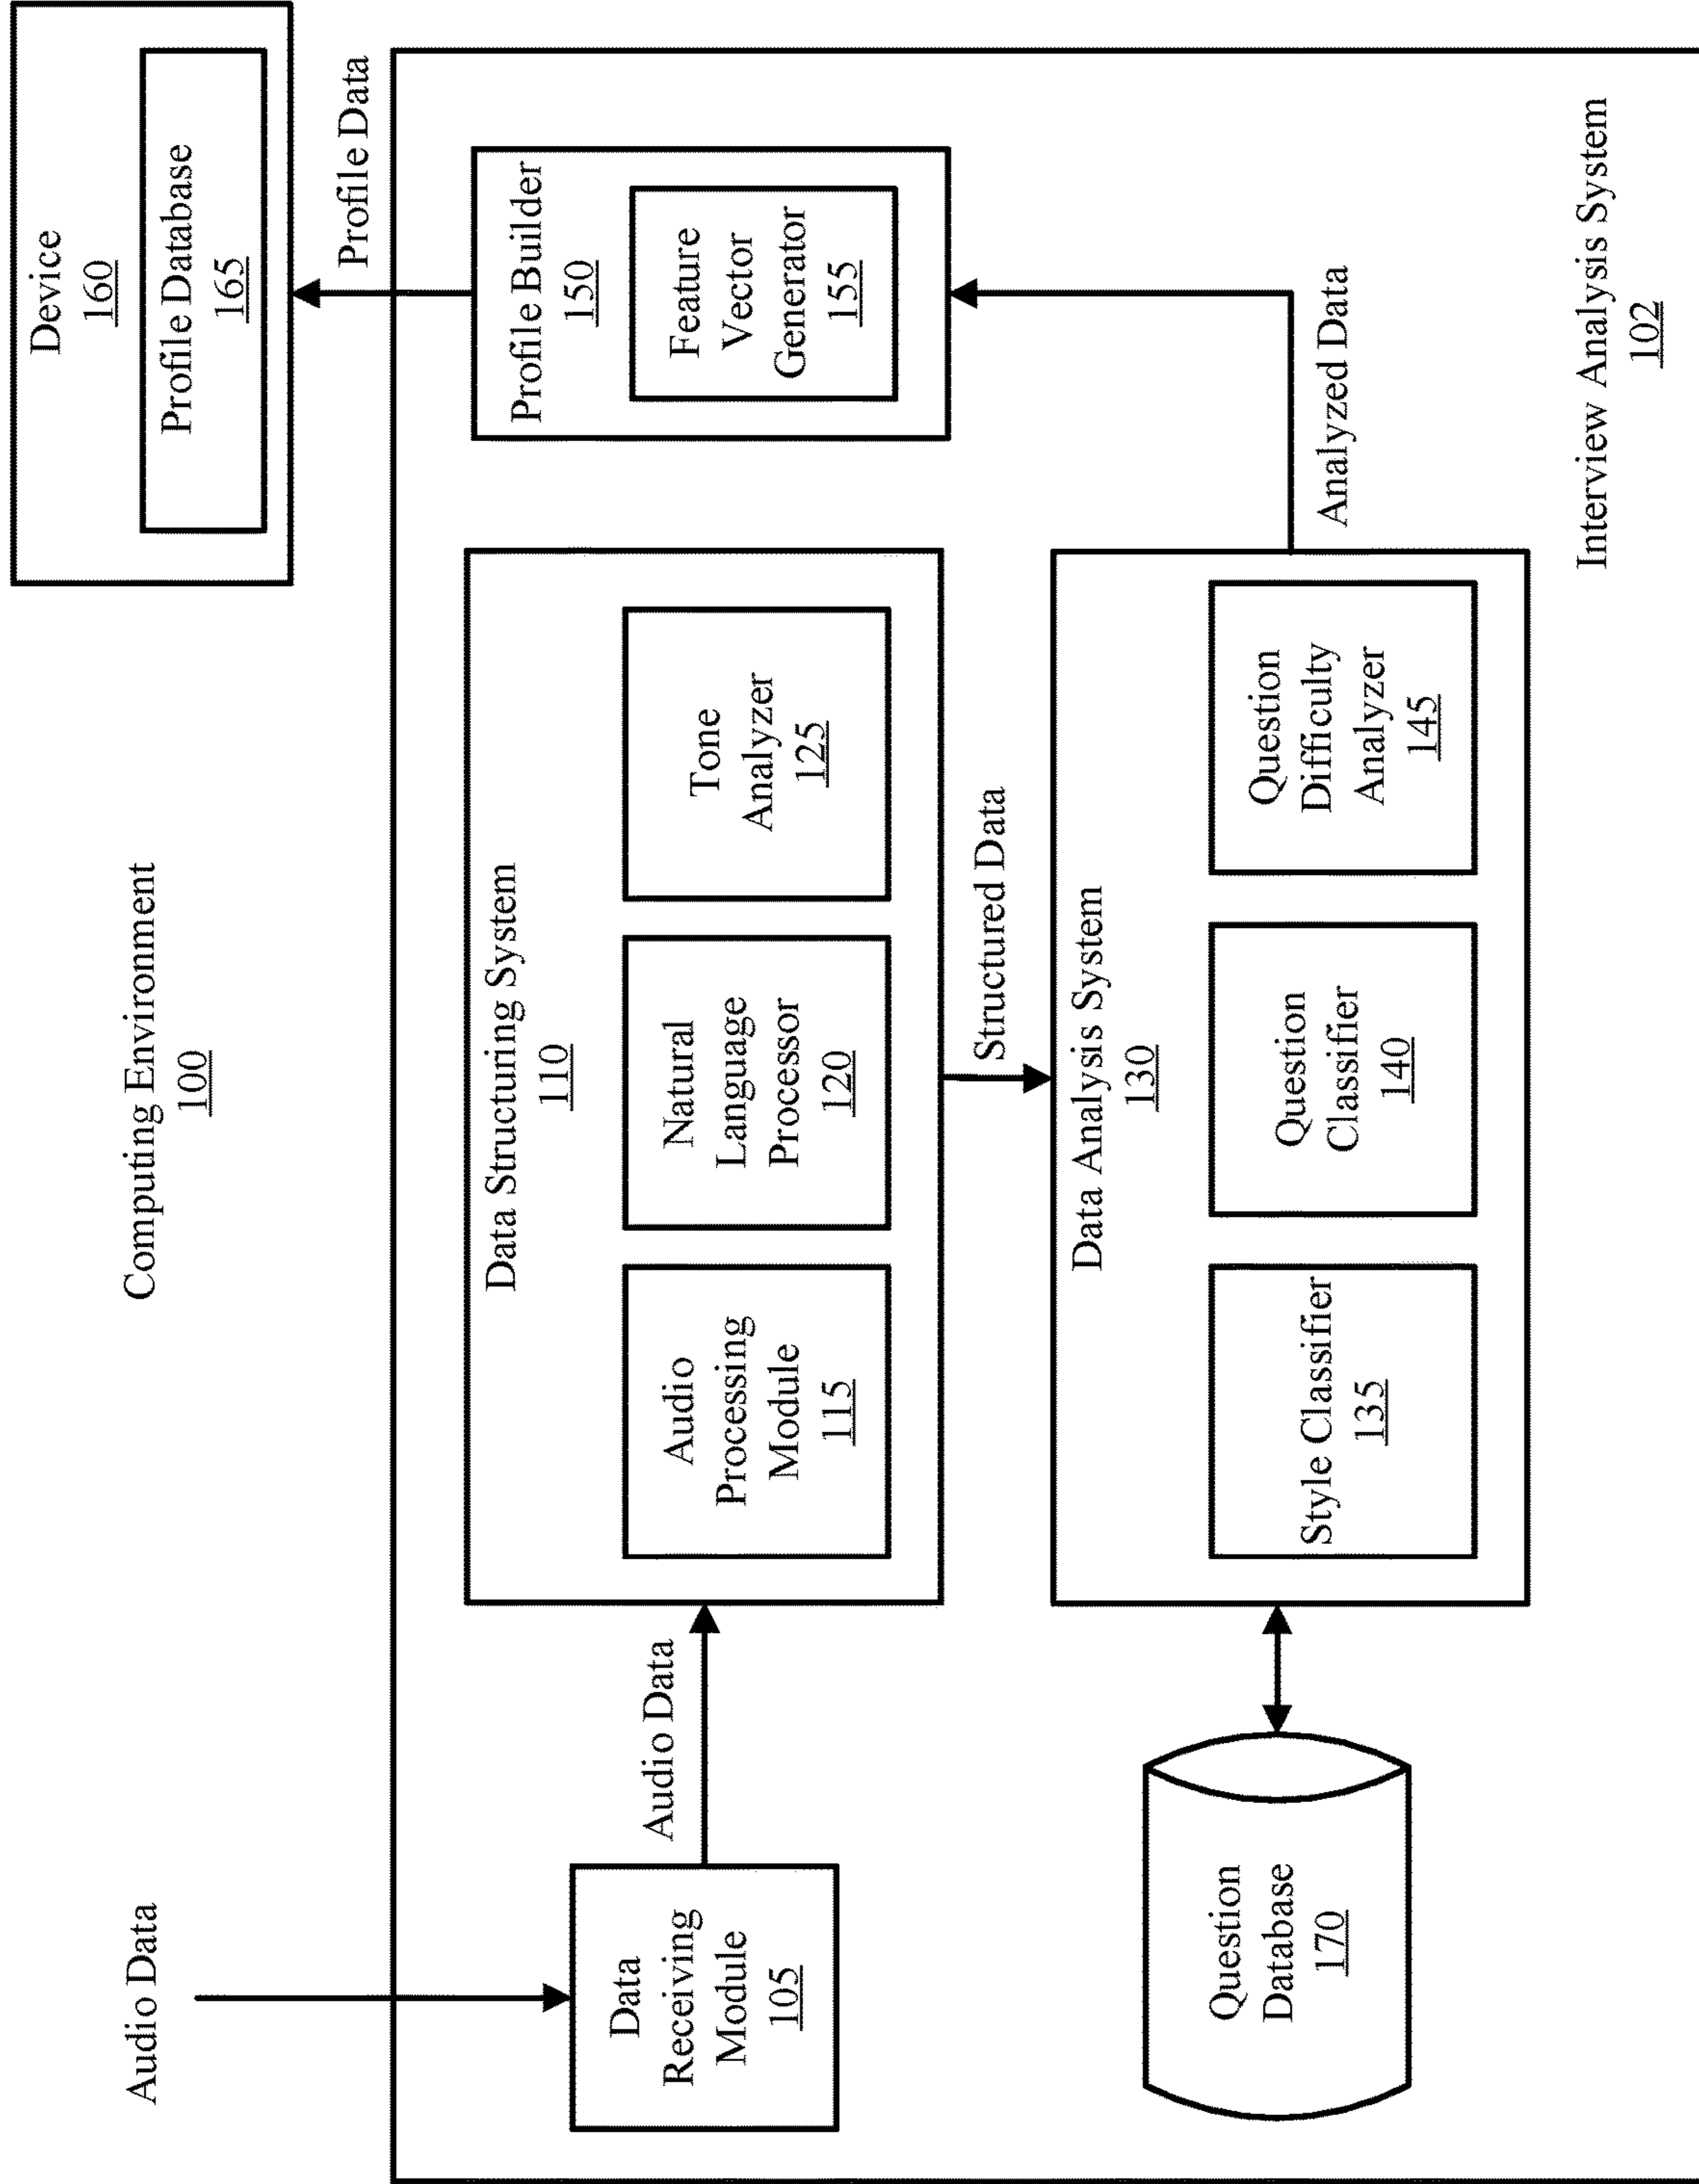 Computing Environment
100
Audio Data
Device
160
Profile Database
165
Profile Data
Data
Receiving
Module
105
Audio Data
Data Structuring System
110
Audio
Processing
Module
115
Natural
Language
Processor
120
Tone
Analyzer
125
Profile Builder
150
Feature
Vector
Generator
155
Structured Data
Question
Database
170
Data Analysis System
130
Style Classifier
135
Question
Classifier
140
Question
Difficulty
Analyzer
145
Analyzed Data
Interview Analysis System
102